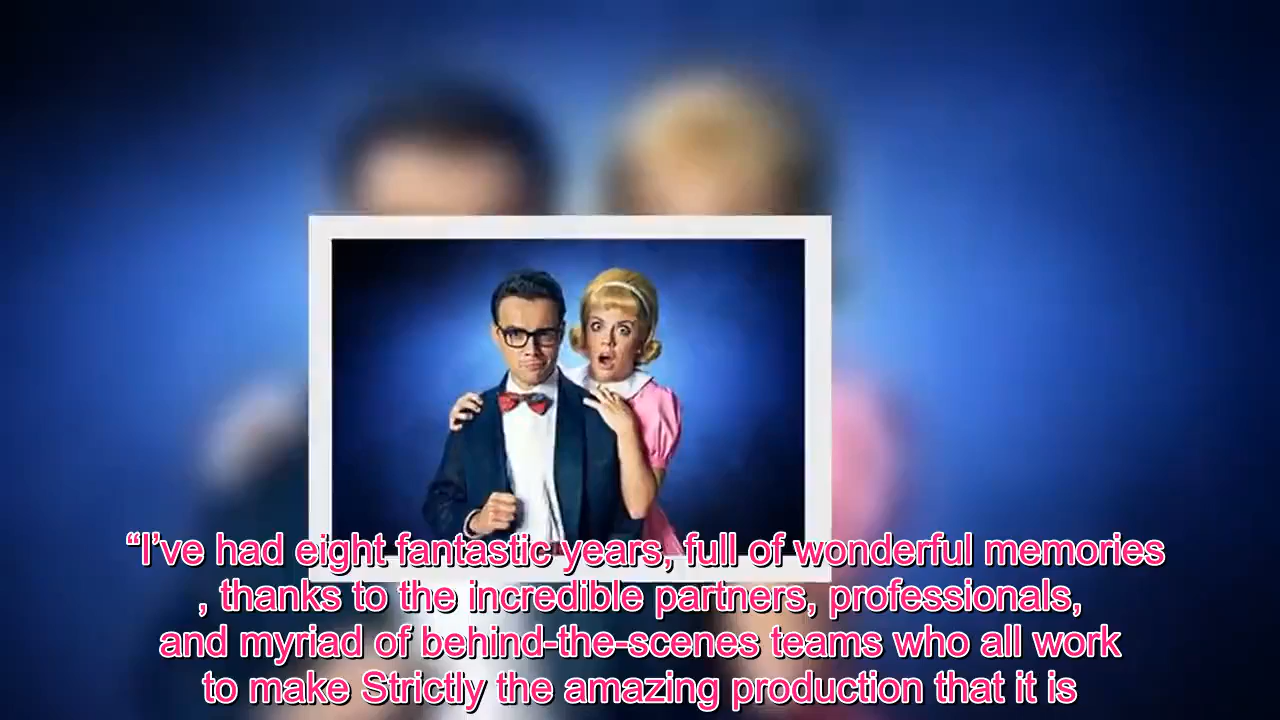 “I’ve had eight fantastic years, full of wonderful memories
, thanks to the incredible partners, professionals,
and myriad of behind-the-scenes teams who all work
to make Strictly the amazing production that it is